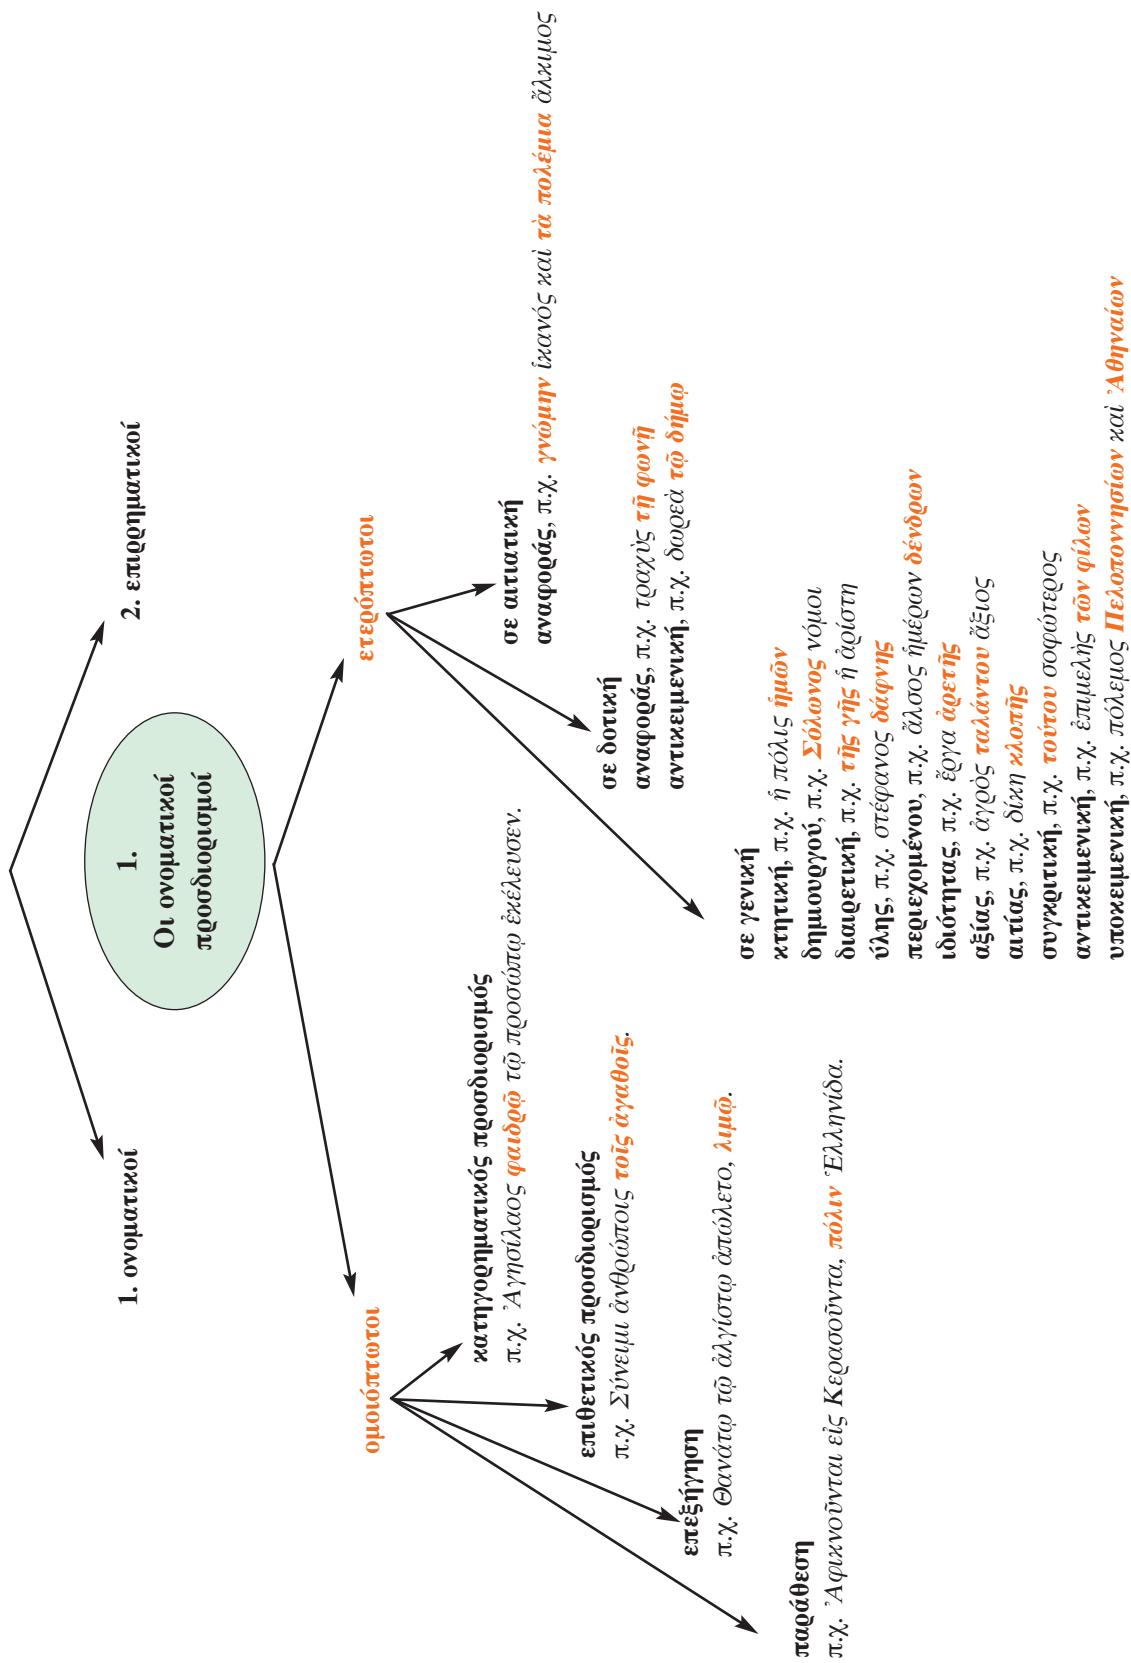 1. ονοματικοί
2. επιρρηματικοί
1.
Οι ονοματικοί
προσδιορισμοί
ομοιόπτωτοι
ετερόπτωτοι
κατηγορηματικός προσδιορισμός
π.χ. Ἀγησίλαος φαιδρῷ τῷ προσώπῳ ἐκέλευσεν.
επιθετικός προσδιορισμός
π.χ. Σύνειμι ἀνθρώποις τοῖς ἀγαθοῖς.
επεξήγηση
π.χ. Θανάτῳ τῷ ἀλγίστῳ ἀπώλετο, λιμῷ.
παράθεση
π.χ. Ἀφικνοῦνται εἰς Κερασοῦντα, πόλιν Ἑλληνίδα.
σε αιτιατική
αναφοράς, π.χ. γνώμην ἱκανός καὶ τὰ πολέμια ἄλκιμος
σε δοτική
αναφοράς, π.χ. τραχὺς τῇ φωνῇ
αντικειμενική, π.χ. δωρεὰ τῷ δήμῳ
σε γενική
κτητική, π.χ. ἡ πόλις ἡμῶν
δημιουργού, π.χ. Σόλωνος νόμοι
διαιρετική, π.χ. τῆς γῆς ἡ ἀρίστη
ύλης, π.χ. στέφανος δάφνης
περιεχομένου, π.χ. ἄλσος ἡμέρων δένδρων
ιδιότητας, π.χ. ἔργα ἀρετῆς
αξίας, π.χ. ἀγρὸς ταλάντου ἄξιος
αιτίας, π.χ. δίκη κλοπῆς
συγκριτική, π.χ. τούτου σοφώτερος
αντικειμενική, π.χ. ἐπιμελὴς τῶν φίλων
υποκειμενική, π.χ. πόλεμος Πελοποννησίων καὶ Ἀθηναίων